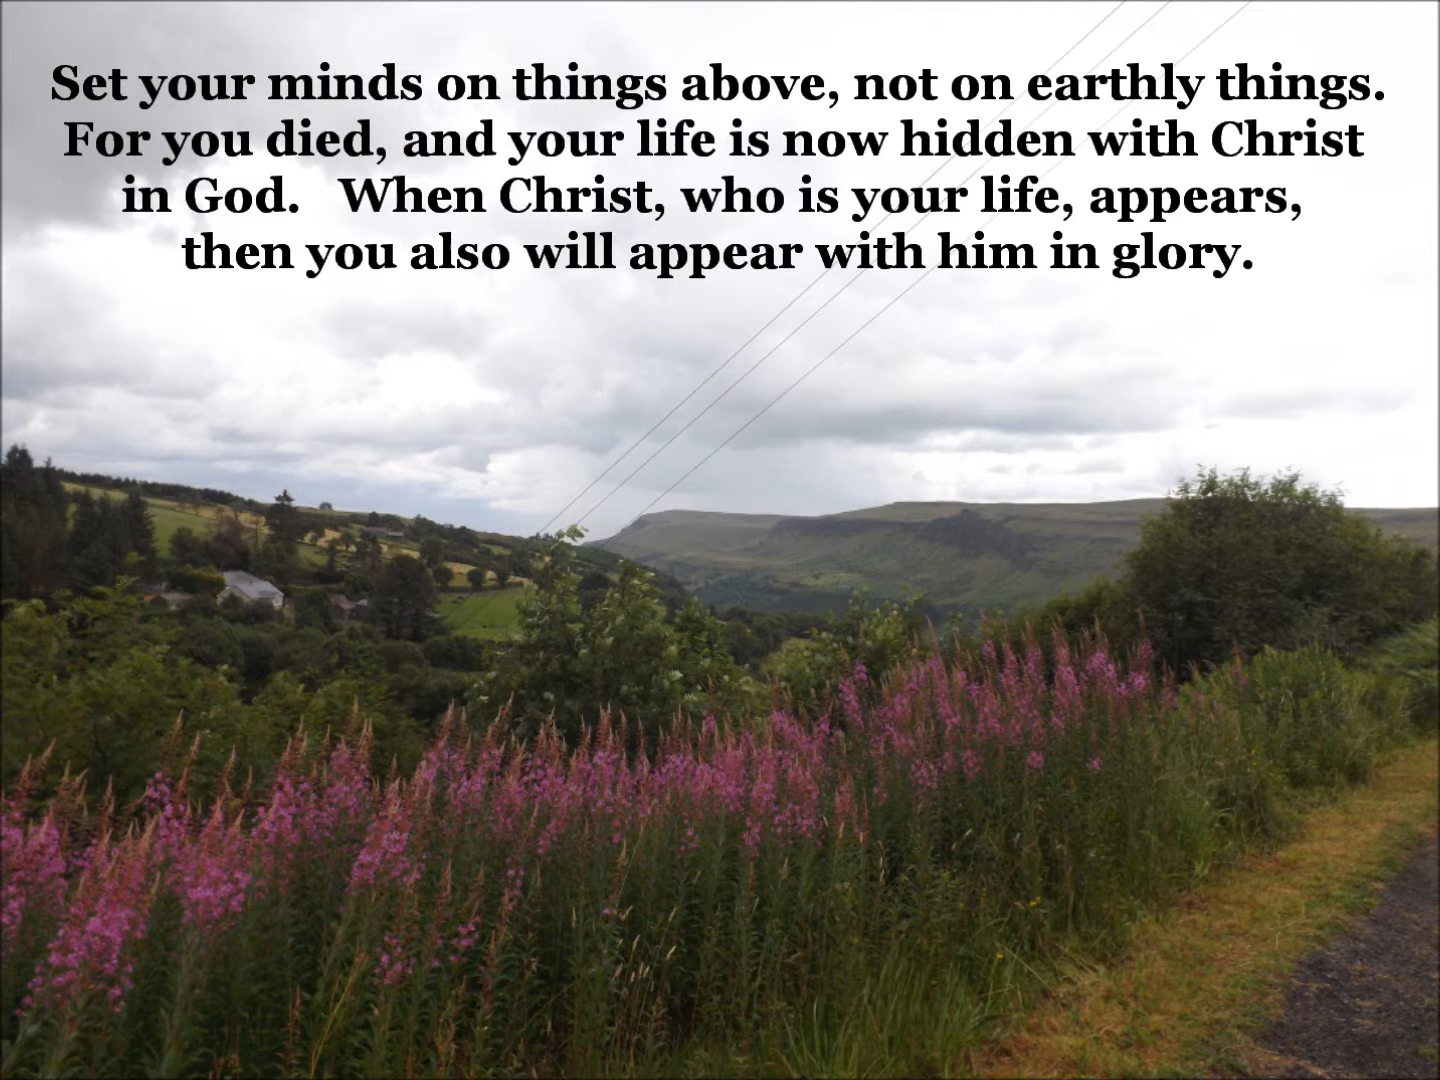 Set your minds on things above, not on earthly things.
For you died, and your life is now hidden with Christ
in God.   When Christ, who is your life, appears,
then you also will appear with him in glory.